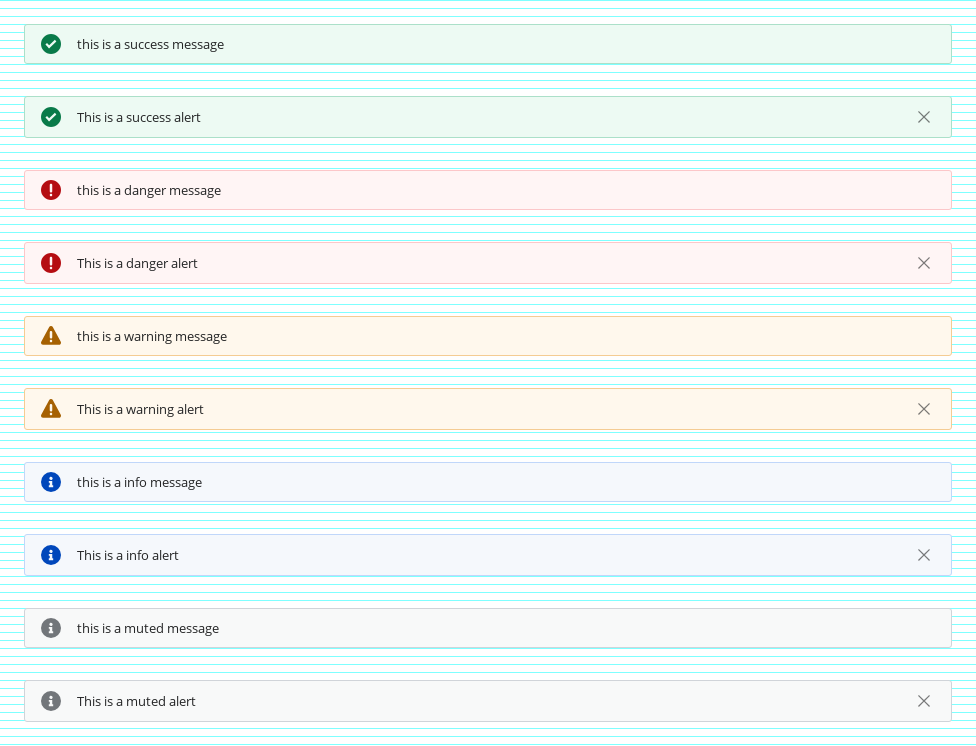 this is a success message
This is a success alert
this is a danger message
This is a danger alert
this is a warning message
This is a warning alert
this is a info message
This is a info alert
this is a muted message
This is a muted alert